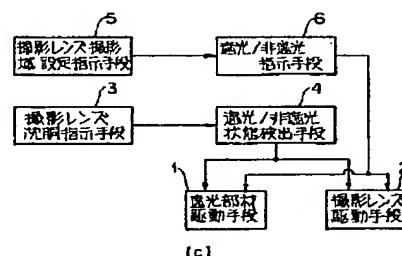 5
撮影レンズ撮影
域設定指示手段
6
遮光/非遮光
指示手段
3
撮影レンズ
沈胴指示手段
4
遮光/非遮光
状態検出手段
1
遮光部材
駆動手段
2
撮影レンズ
駆動手段
[C]